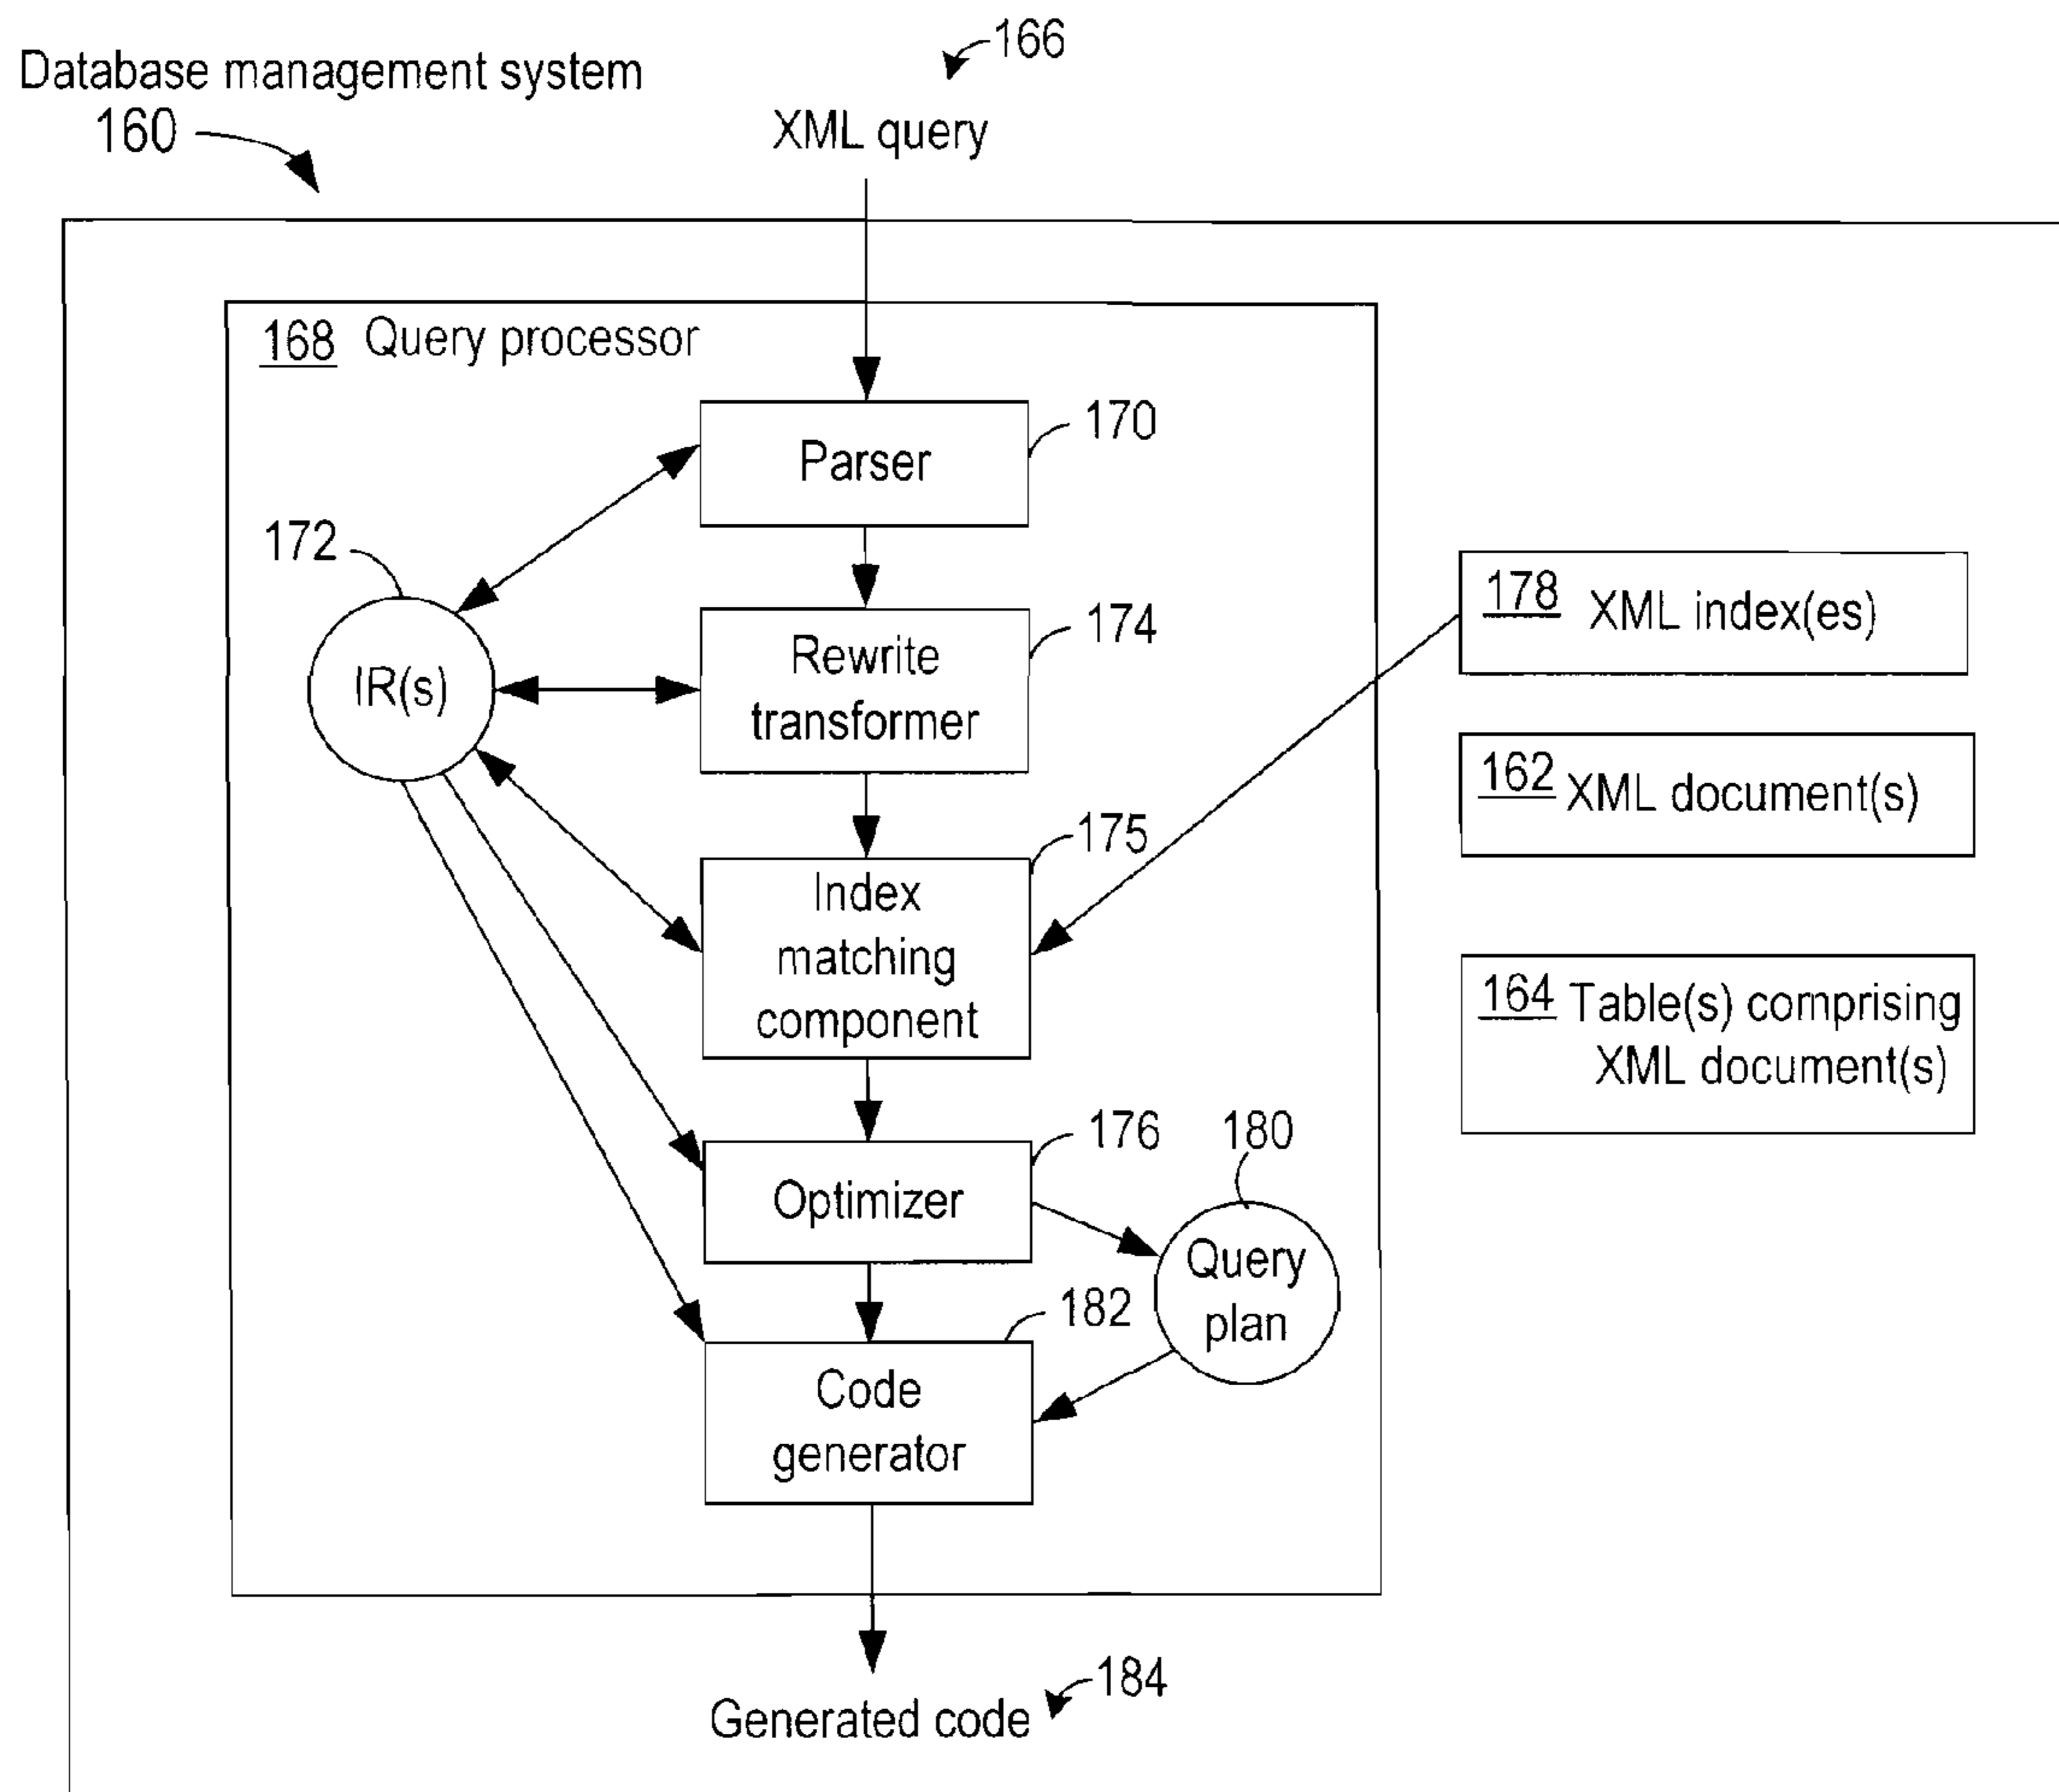 166
Database management system
160
XML query
168 Query processor
170
Parser
172
174
178 XML index(es)
Rewrite
transformer
IR(s)
162 XML document(s)
175
Index
matching
component
164 Table(s) comprising
XML document(s)
176
180
Optimizer
Query
plan
182
Code
generator
184
Generated code